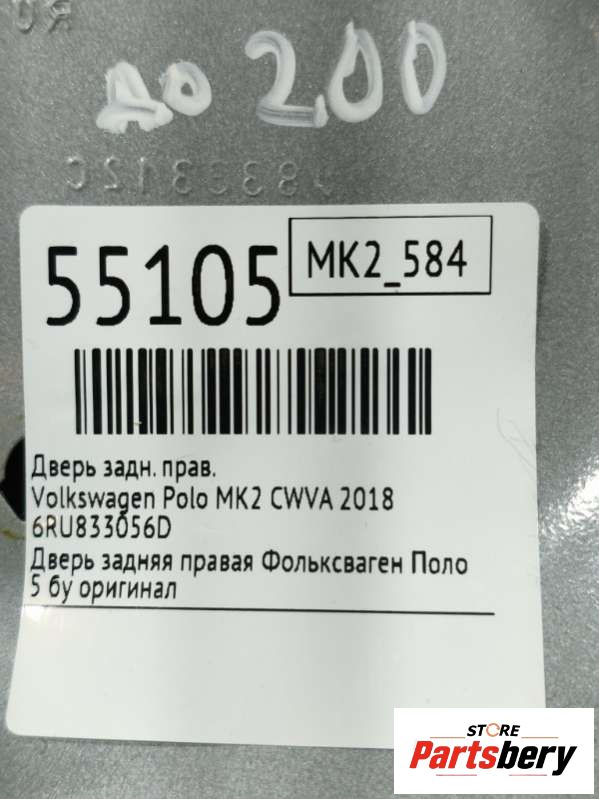 до 2.00
55105
MK2_584
Дверь задн. прав.
Volkswagen Polo MK2 CWVA 2018
6RU833056D
Дверь задняя правая Фольксваген Поло
5 бу оригинал
STORE
Partsbery